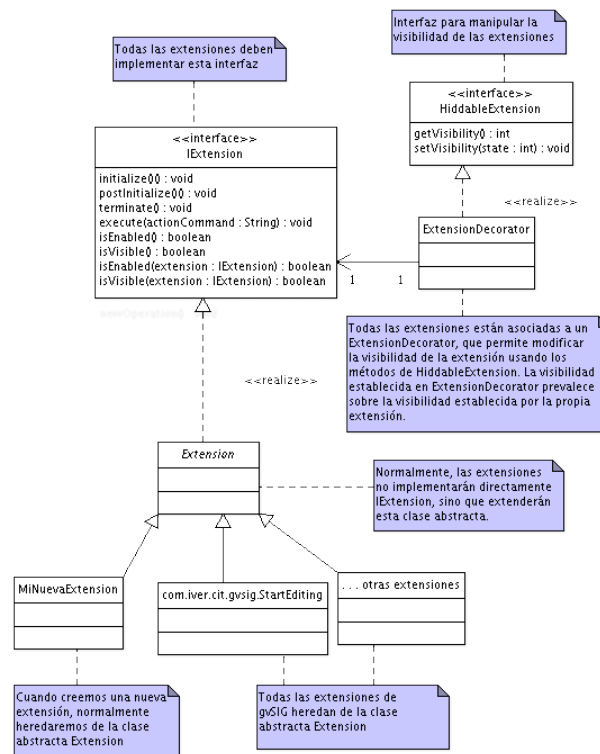 Interfaz para manipular la
visibilidad de las extensiones
Todas las extensiones deben
implementar esta interfaz
<<interface>>
HiddableExtension
getVisibility() : int
setVisibility(state : int) : void
<<interface>>
IExtension
initialize()() : void
postInitialize()() : void
terminate() : void
execute(actionCommand : String) : void
isEnabled() : boolean
isVisible() : boolean
isEnabled(extension : IExtension) : boolean
isVisible(extension : IExtension) : boolean
<<realize>>
ExtensionDecorator
1
1
newOperation()
Todas las extensiones están asociadas a un
ExtensionDecorator, que permite modificar
la visibilidad de la extensión usando los
métodos de HiddableExtension. La visibilidad
establecida en ExtensionDecorator prevalece
sobre la visibilidad establecida por la propia
extensión.
<<realize>>
Extension
Normalmente, las extensiones
no implementarán directamente
IExtension, sino que extenderán
esta clase abstracta.
MiNuevaExtension
com.iver.cit.gvsig.StartEditing
... otras extensiones
Cuando creemos una nueva
extensión, normalmente
heredaremos de la clase
abstracta Extension
Todas las extensiones de
gvSIG heredan de la clase
abstracta Extension